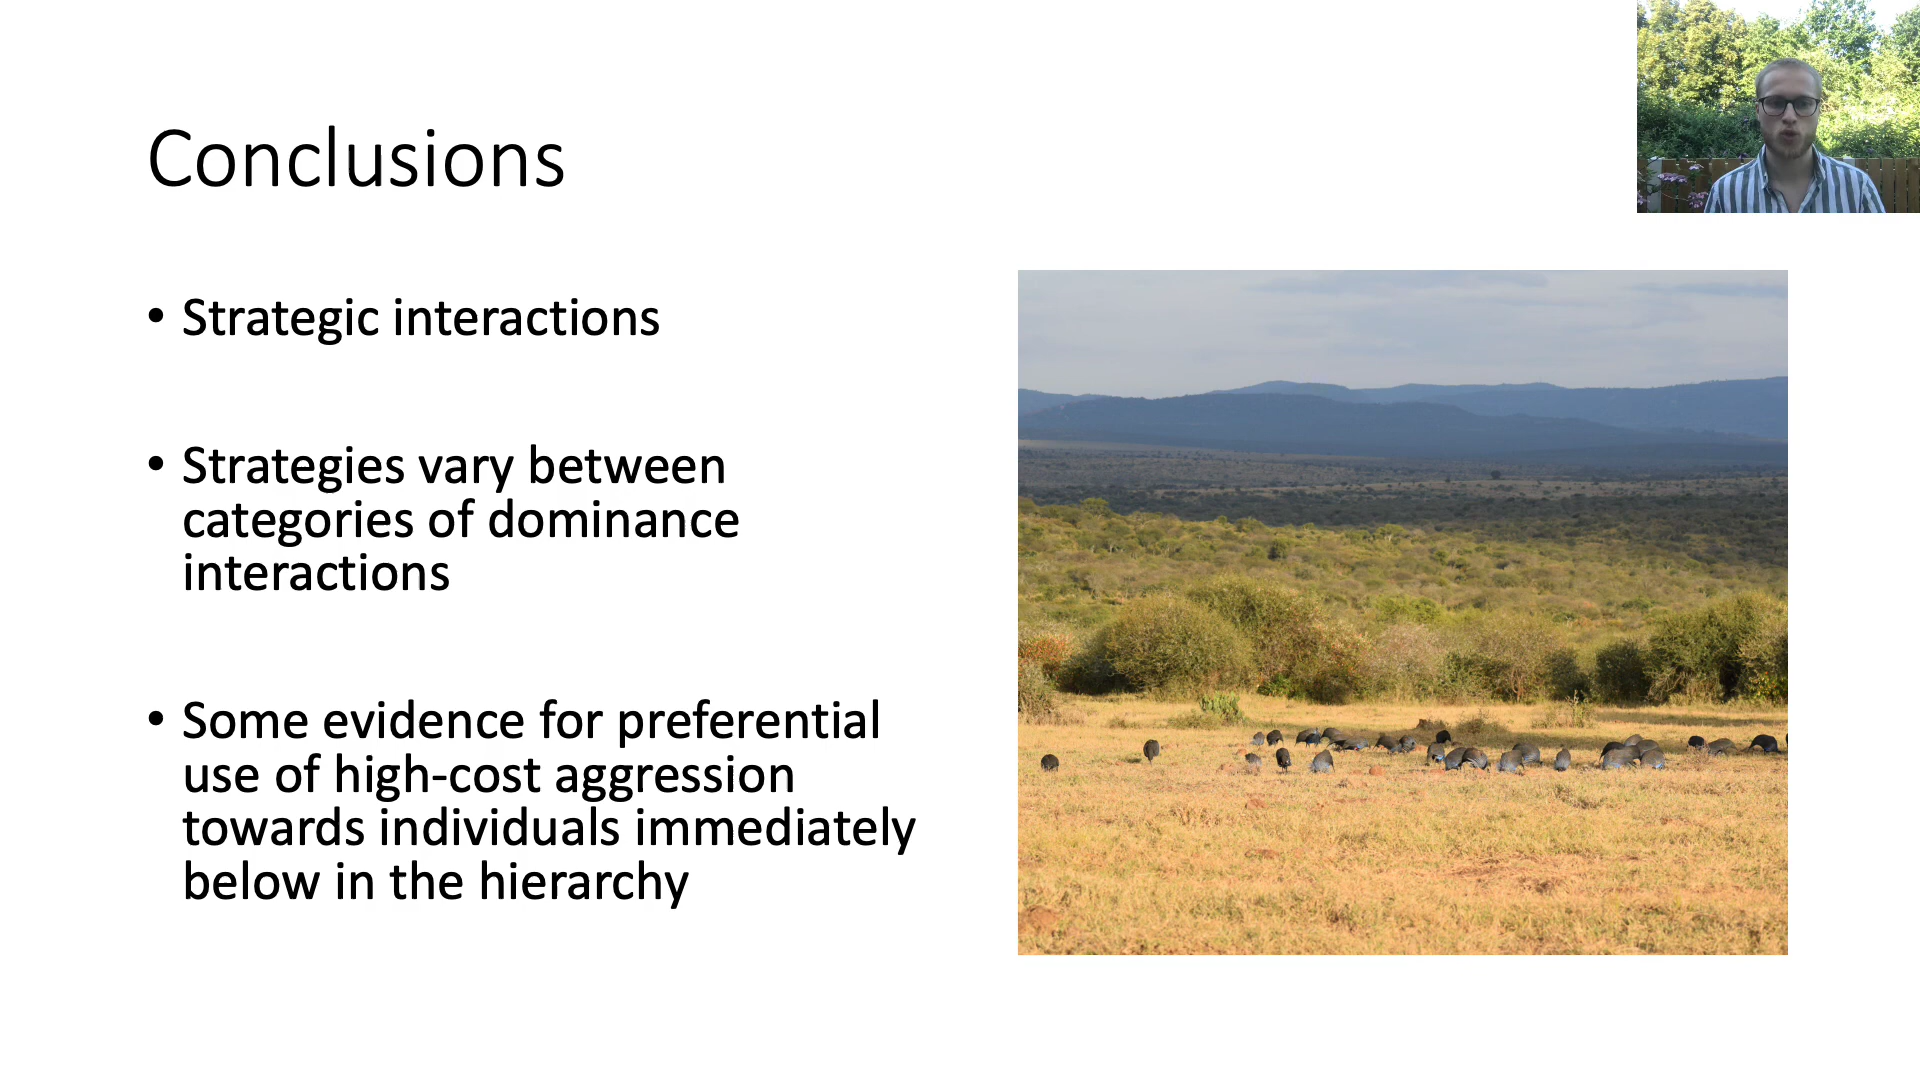 Conclusions
• Strategic interactions
• Strategies vary between
categories of dominance
interactions
• Some evidence for preferential
use of high-cost aggression
towards individuals immediately
below in the hierarchy